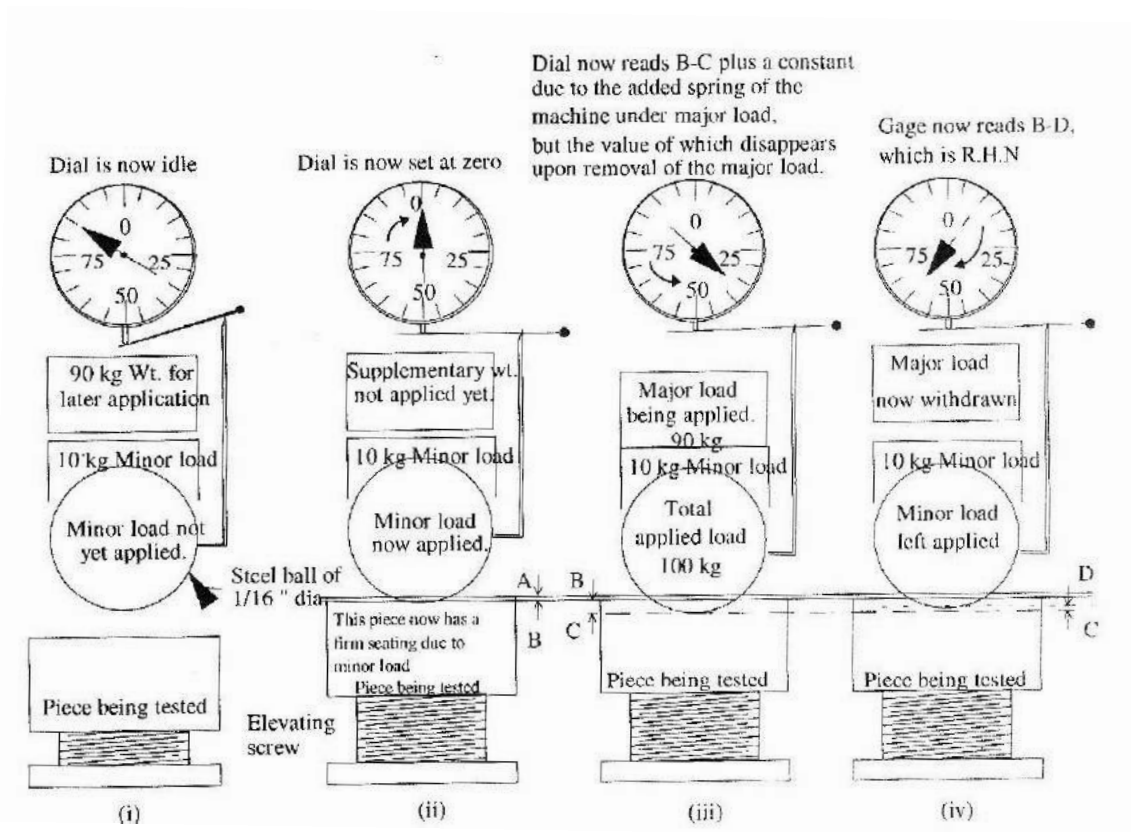 Dial is now idle
0
75
25
50
90 kg Wt. for
later application
10 kg Minor load
Minor load not
yet applied.
Steel ball of
1/16 " dia
Piece being tested
(i)
Dial is now set at zero
0
75
25
50
Supplementary wt.
not applied yet.
10 kg Minor load
Minor load
now applied.
A
B
This piece now has a
firm seating due to
minor load
Piece being tested
Elevating
screw
(ii)
Dial now reads B-C plus a constant
due to the added spring of the
machine under major load,
but the value of which disappears
upon removal of the major load.
0
75
25
50
Major load
being applied.
90 kg
10 kg Minor load
Total
applied load
100 kg
B
C
Piece being tested
(iii)
Gage now reads B-D,
which is R.H.N
0
75
25
50
Major load
now withdrawn
10 kg Minor load
Minor load
left applied
D
C
Piece being tested
(iv)